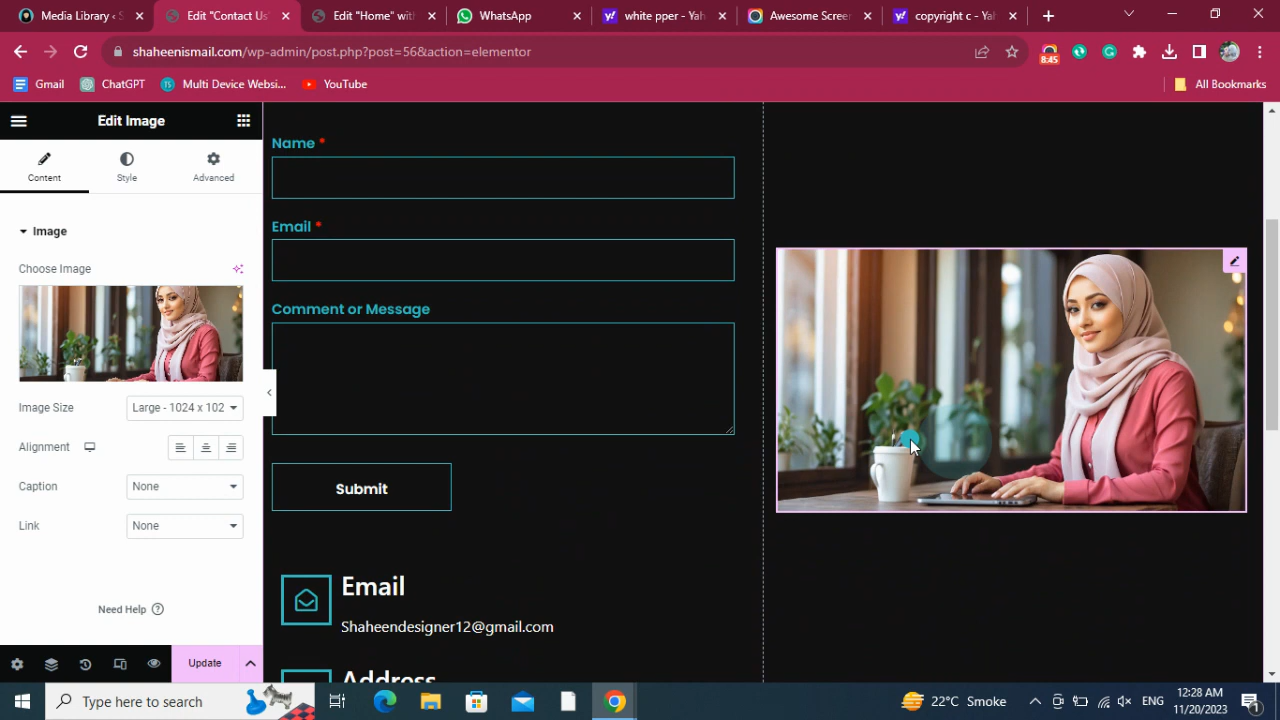 Media Library ‹ S
Edit "Contact Us"
Edit "Home" with
WhatsApp
white pper - Yah
Awesome Screen
copyright c - Yah
shaheenismail.com/wp-admin/post.php?post=56&action=elementor
8:45
Gmail
ChatGPT
Multi Device Websi...
YouTube
All Bookmarks
Edit Image
Content
Style
Advanced
Image
Choose Image
Image Size
Large - 1024 x 102
Alignment
Caption
None
Link
None
Need Help
Update
Name *
Email *
Comment or Message
Submit
Email
Shaheendesigner12@gmail.com
Address
Type here to search
22°C Smoke
ENG
12:28 AM
11/20/2023
1